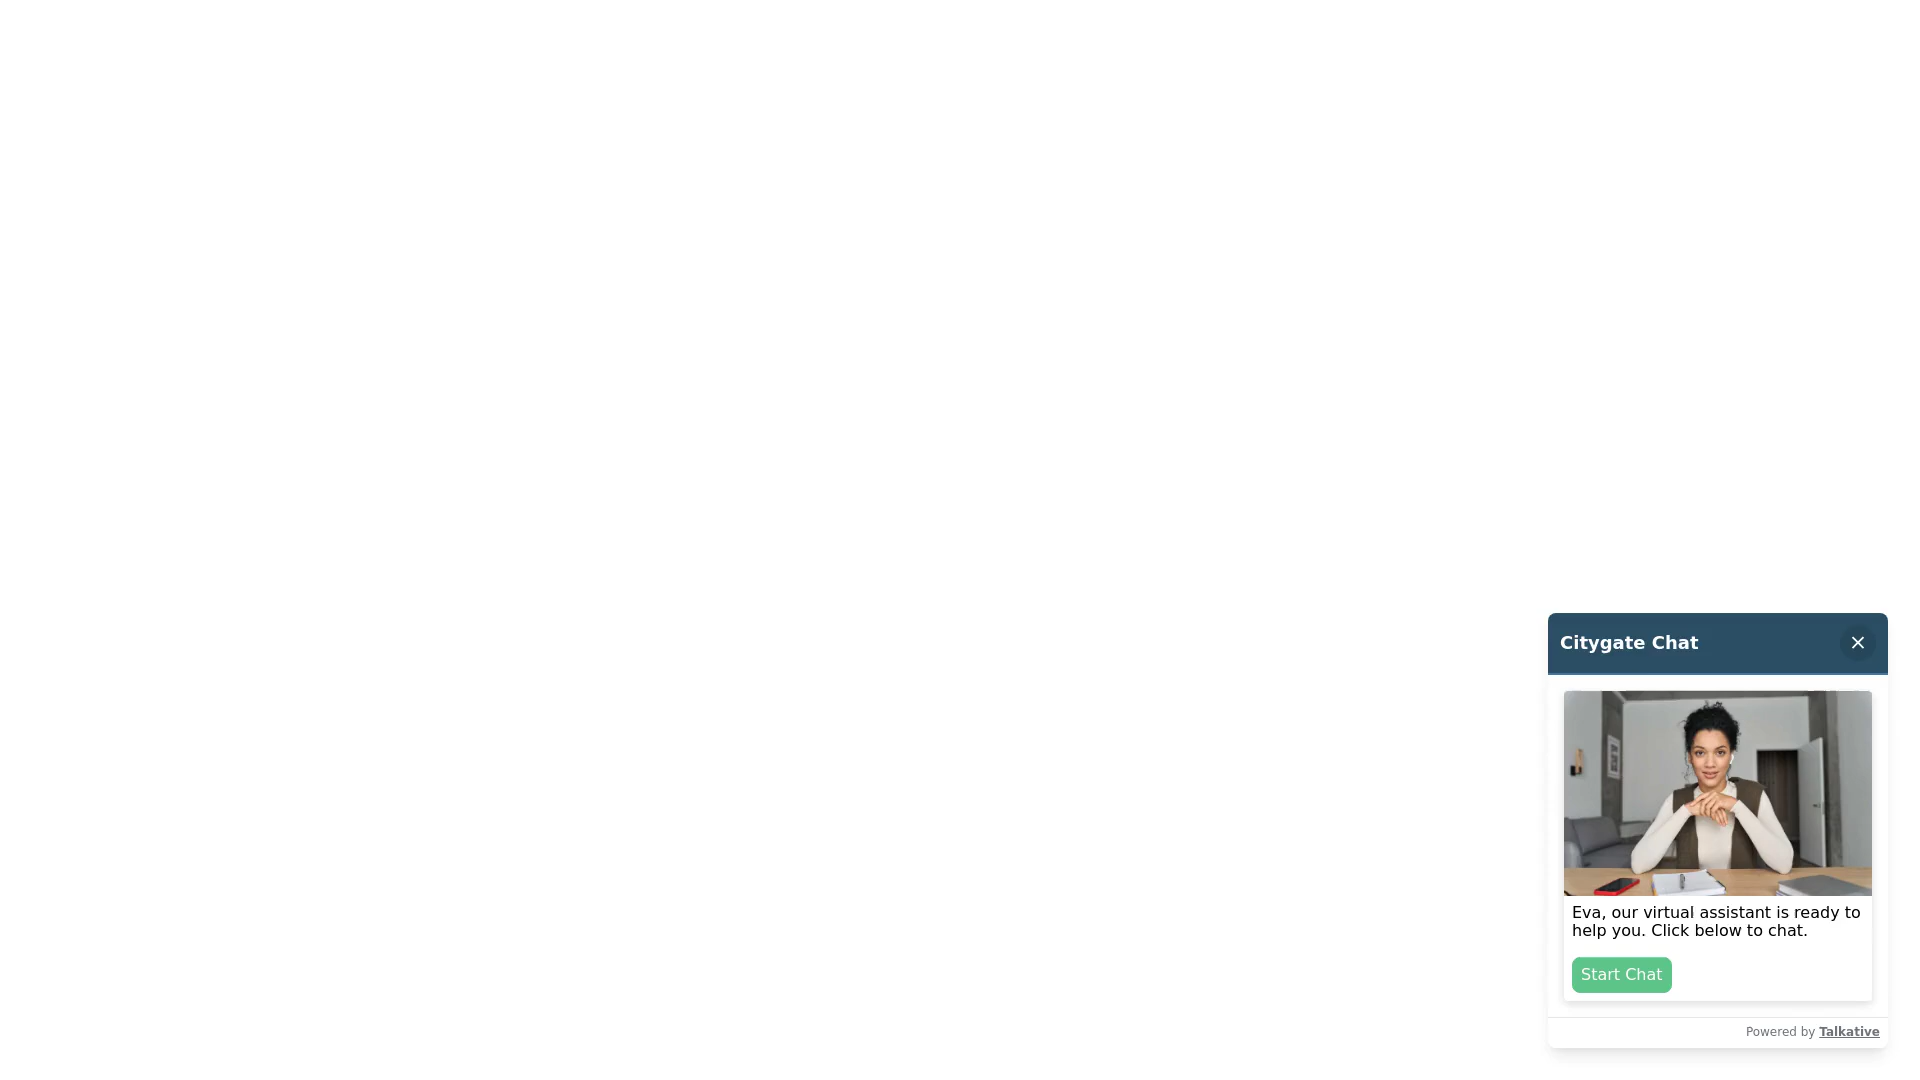 Citygate Chat
Eva, our virtual assistant is ready to
help you. Click below to chat.
Start Chat
Powered by Talkative